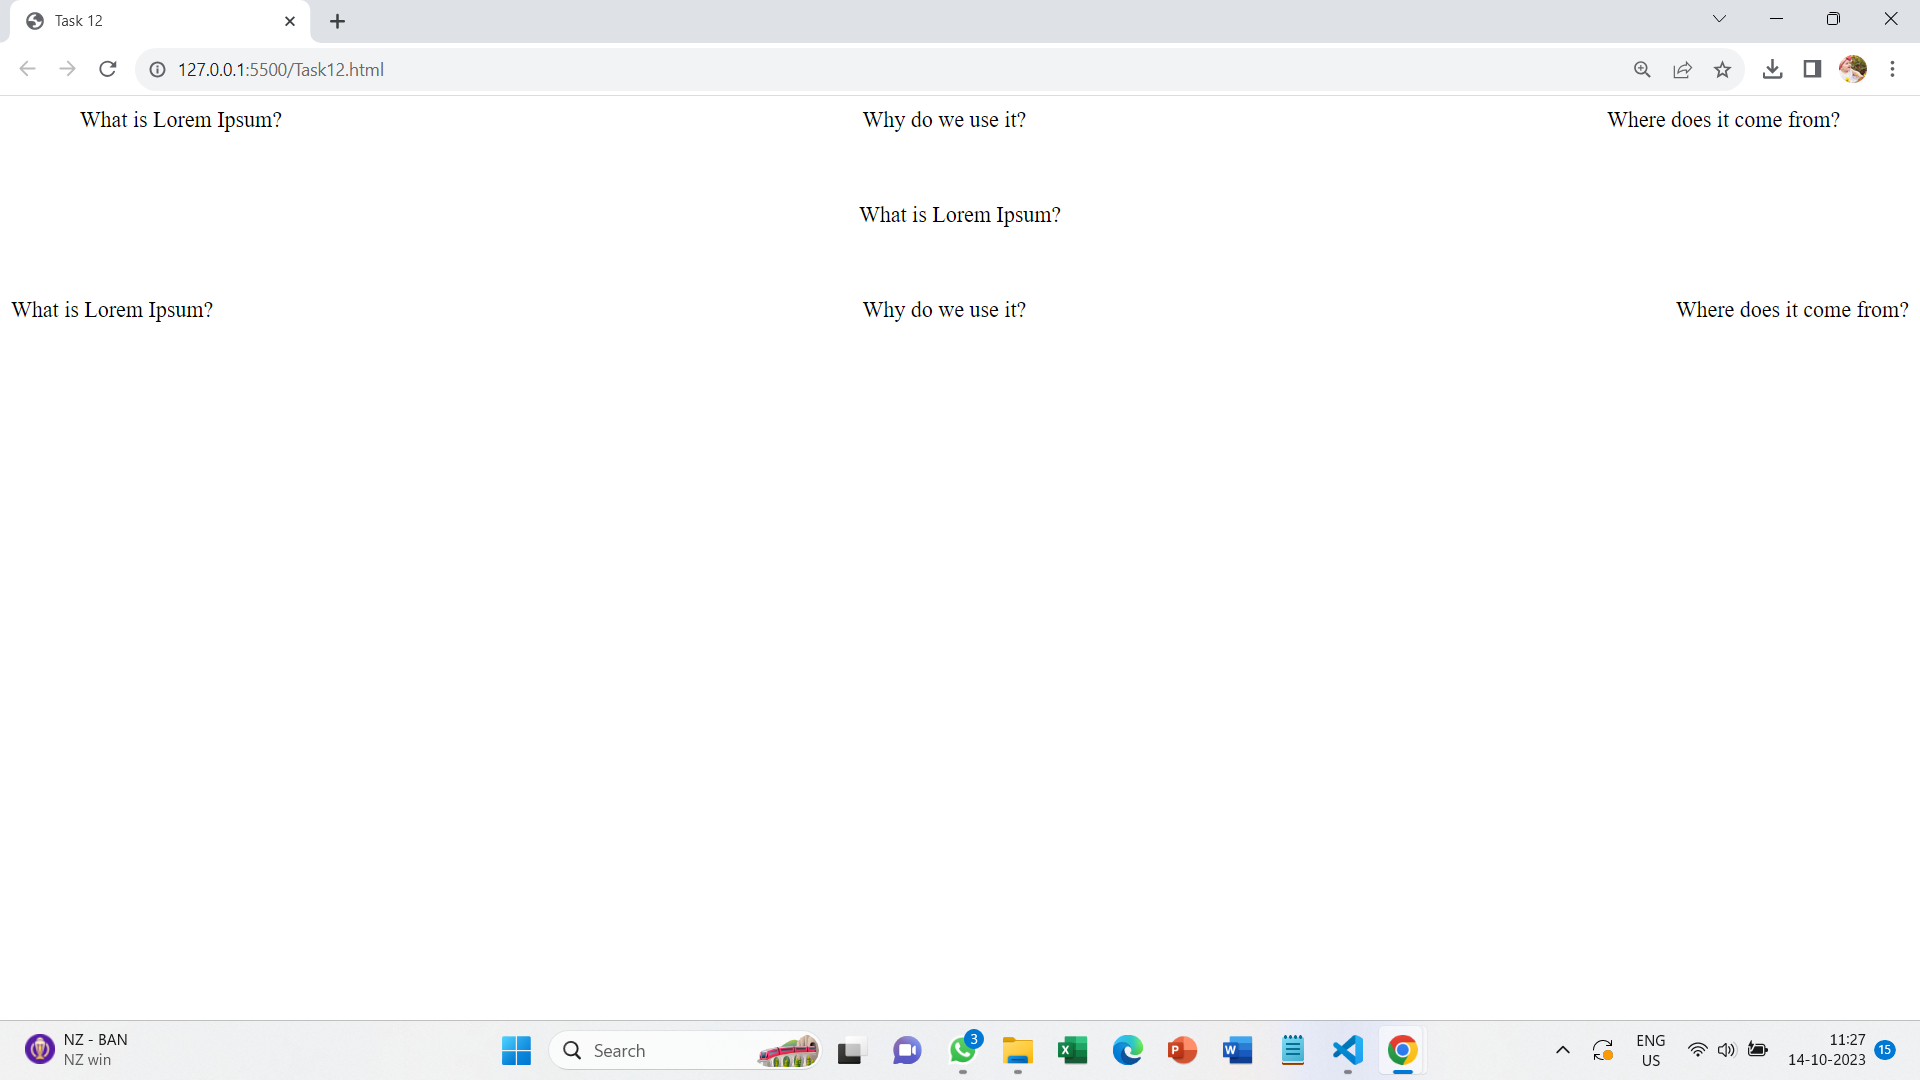 Task 12
127.0.0.1:5500/Task12.html
What is Lorem Ipsum? Why do we use it? Where does it come from?
What is Lorem Ipsum?
What is Lorem Ipsum? Why do we use it? Where does it come from?
NZ - BAN
NZ win
Search
3
X
P
W
ENG
US
11:27
14-10-2023
15